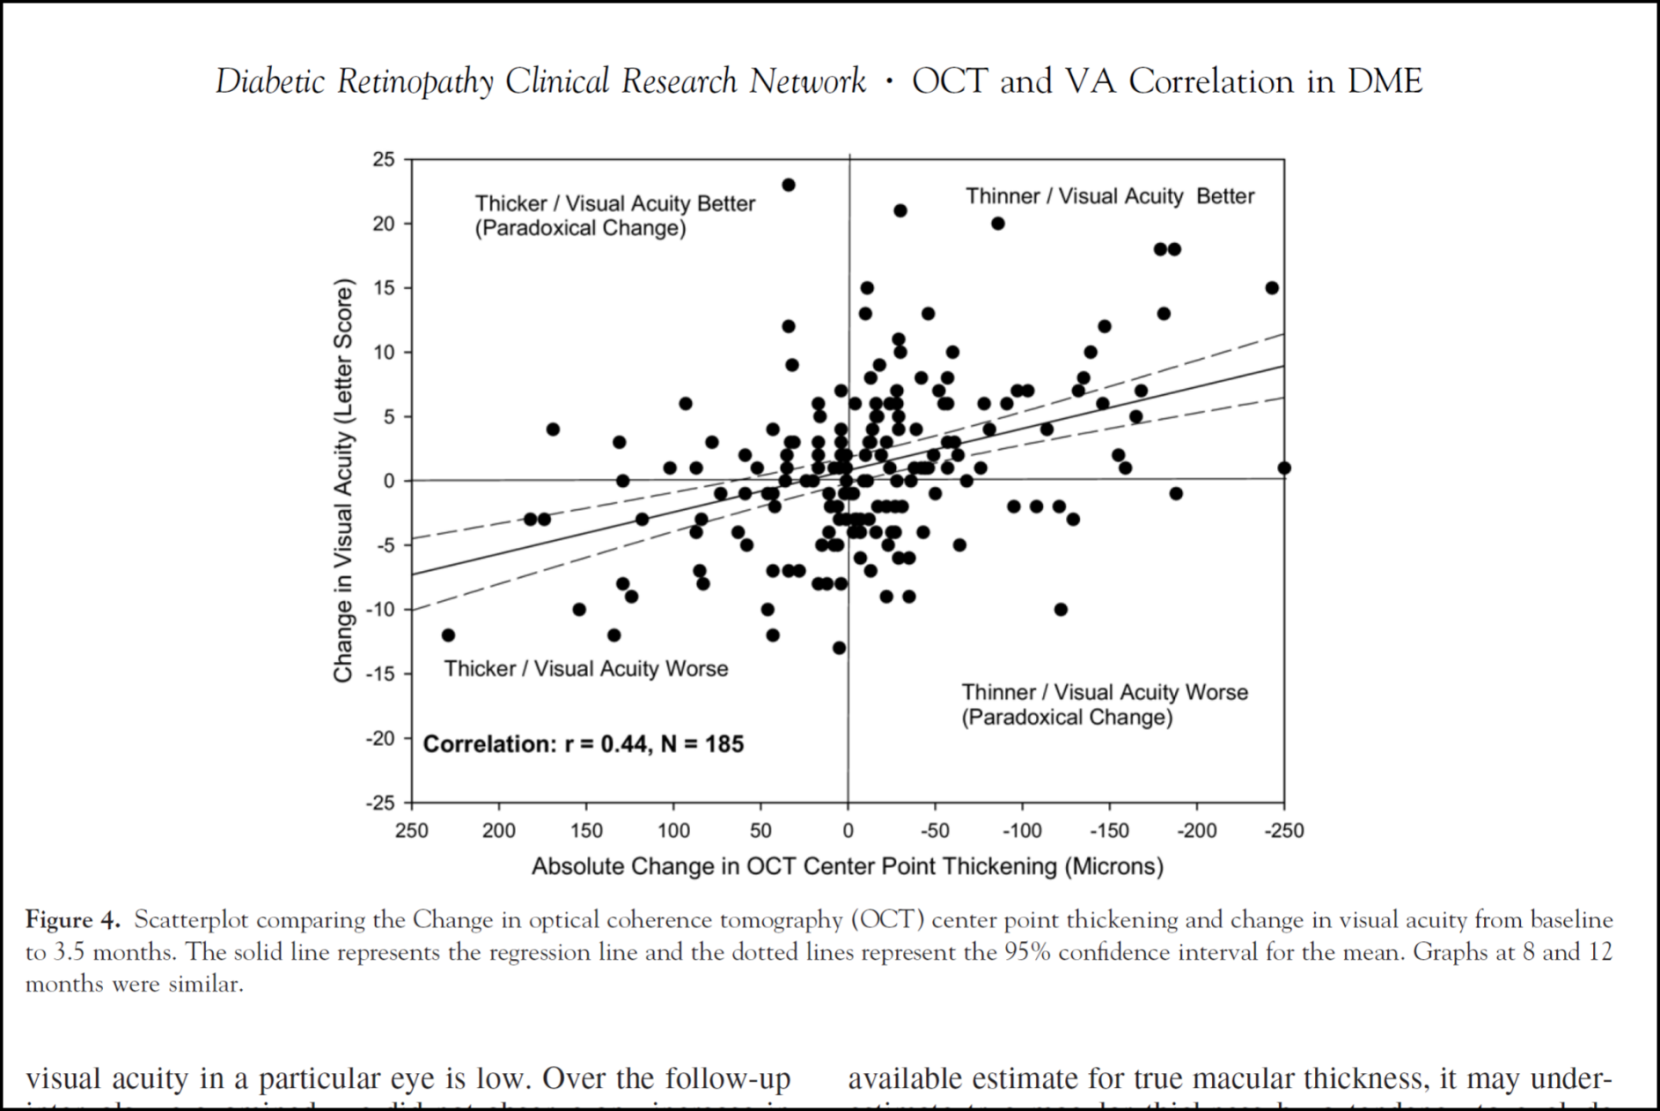 Diabetic Retinopathy Clinical Research Network · OCT and VA Correlation in DME
25
20
15
10
5
0
-5
-10
-15
-20
-25
Change in Visual Acuity (Letter Score)
Thicker / Visual Acuity Better
(Paradoxical Change)
Thinner / Visual Acuity Better
Thicker / Visual Acuity Worse
Thinner / Visual Acuity Worse
(Paradoxical Change)
Correlation: r = 0.44, N = 185
250 200 150 100 50 0 -50 -100 -150 -200 -250
Absolute Change in OCT Center Point Thickening (Microns)
Figure 4. Scatterplot comparing the Change in optical coherence tomography (OCT) center point thickening and change in visual acuity from baseline
to 3.5 months. The solid line represents the regression line and the dotted lines represent the 95% confidence interval for the mean. Graphs at 8 and 12
months were similar.
visual acuity in a particular eye is low. Over the follow-up
available estimate for true macular thickness, it may under-